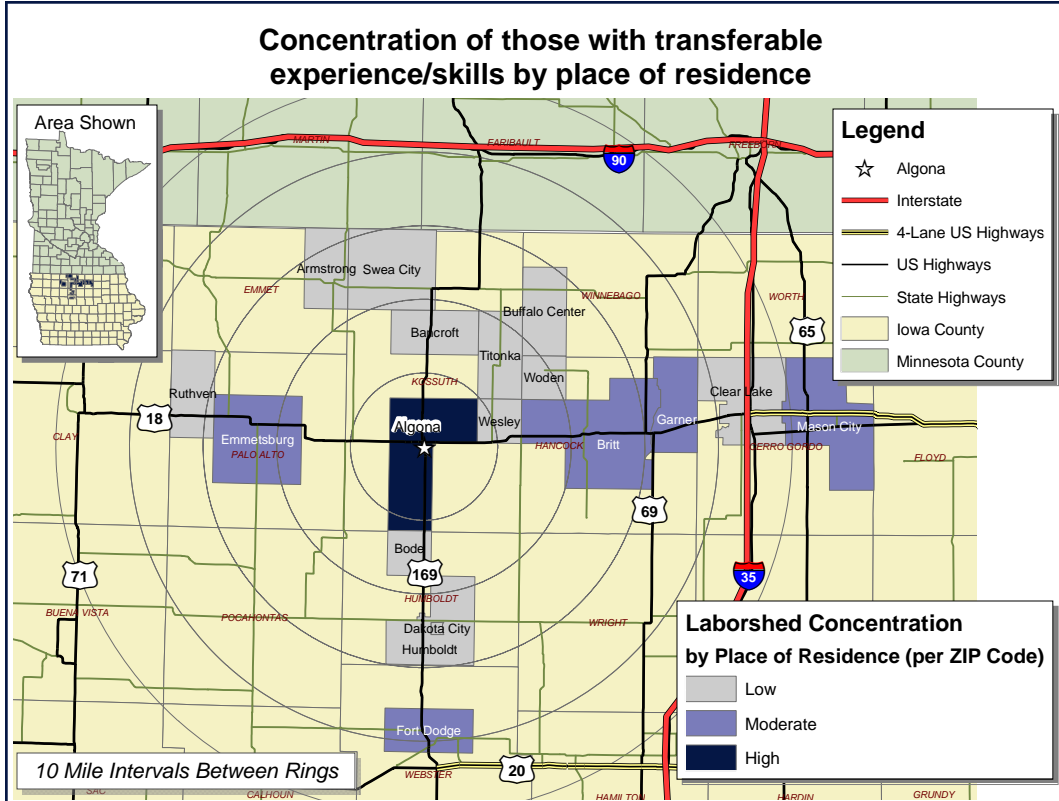 Concentration of those with transferable
experience/skills by place of residence
Area Shown
Legend
Algona
Interstate
4-Lane US Highways
US Highways
State Highways
Iowa County
Minnesota County
MARTIN
FARIBAULT
FREEBORN
90
Armstrong
Swea City
EMMET
WINNEBAGO
WORTH
Buffalo Center
Bancroft
65
Titonka
KOSSUTH
Woden
Ruthven
Clear Lake
18
Algona
Algona
Wesley
Garner
Mason City
CLAY
Emmetsburg
HANCOCK
Britt
PALO ALTO
CERRO GORDO
FLOYD
69
Bode
71
169
35
HUMBOLDT
BUENA VISTA
POCAHONTAS
WRIGHT
Dakota City
Humboldt
Laborshed Concentration
by Place of Residence (per ZIP Code)
Low
Moderate
High
Fort Dodge
10 Mile Intervals Between Rings
WEBSTER
20
SAC
CALHOUN
HAMILTON
HARDIN
GRUNDY